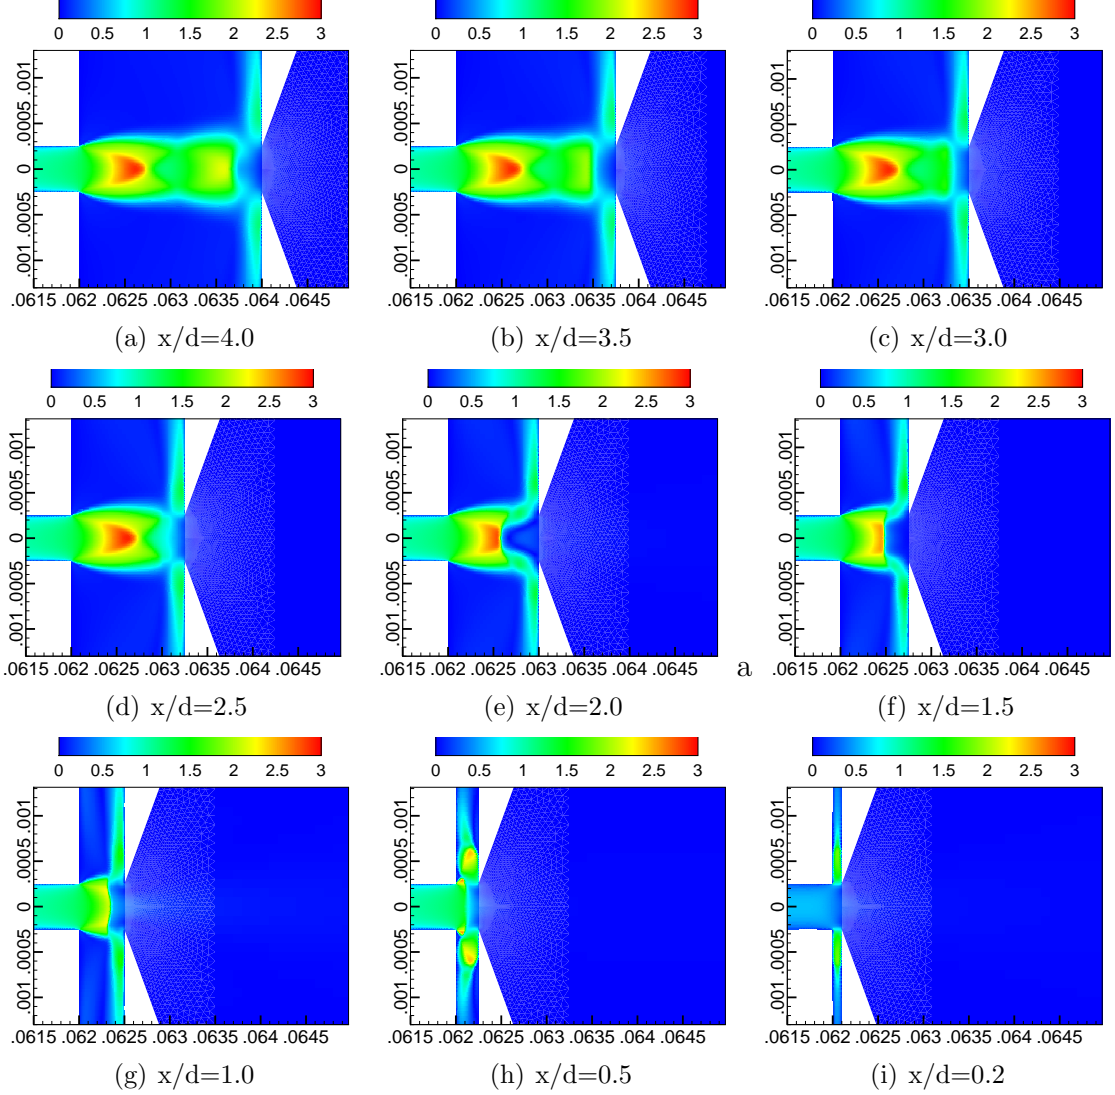 0 0.5 1 1.5 2 2.5 3
0 0.5 1 1.5 2 2.5 3
0 0.5 1 1.5 2 2.5 3
.001 .0005 0 .0005 .001
.001 .0005 0 .0005 .001
.001 .0005 0 .0005 .001
.0615 .062 .0625 .063 .0635 .064 .0645
.0615 .062 .0625 .063 .0635 .064 .0645
.0615 .062 .0625 .063 .0635 .064 .0645
(a) x/d=4.0
(b) x/d=3.5
(c) x/d=3.0
0 0.5 1 1.5 2 2.5 3
0 0.5 1 1.5 2 2.5 3
0 0.5 1 1.5 2 2.5 3
.001 .0005 0 .0005 .001
.001 .0005 0 .0005 .001
.001 .0005 0 .0005 .001
.0615 .062 .0625 .063 .0635 .064 .0645
.0615 .062 .0625 .063 .0635 .064 .0645
a
.0615 .062 .0625 .063 .0635 .064 .0645
(d) x/d=2.5
(e) x/d=2.0
(f) x/d=1.5
0 0.5 1 1.5 2 2.5 3
0 0.5 1 1.5 2 2.5 3
0 0.5 1 1.5 2 2.5 3
.001 .0005 0 .0005 .001
.001 .0005 0 .0005 .001
.001 .0005 0 .0005 .001
.0615 .062 .0625 .063 .0635 .064 .0645
.0615 .062 .0625 .063 .0635 .064 .0645
.0615 .062 .0625 .063 .0635 .064 .0645
(g) x/d=1.0
(h) x/d=0.5
(i) x/d=0.2